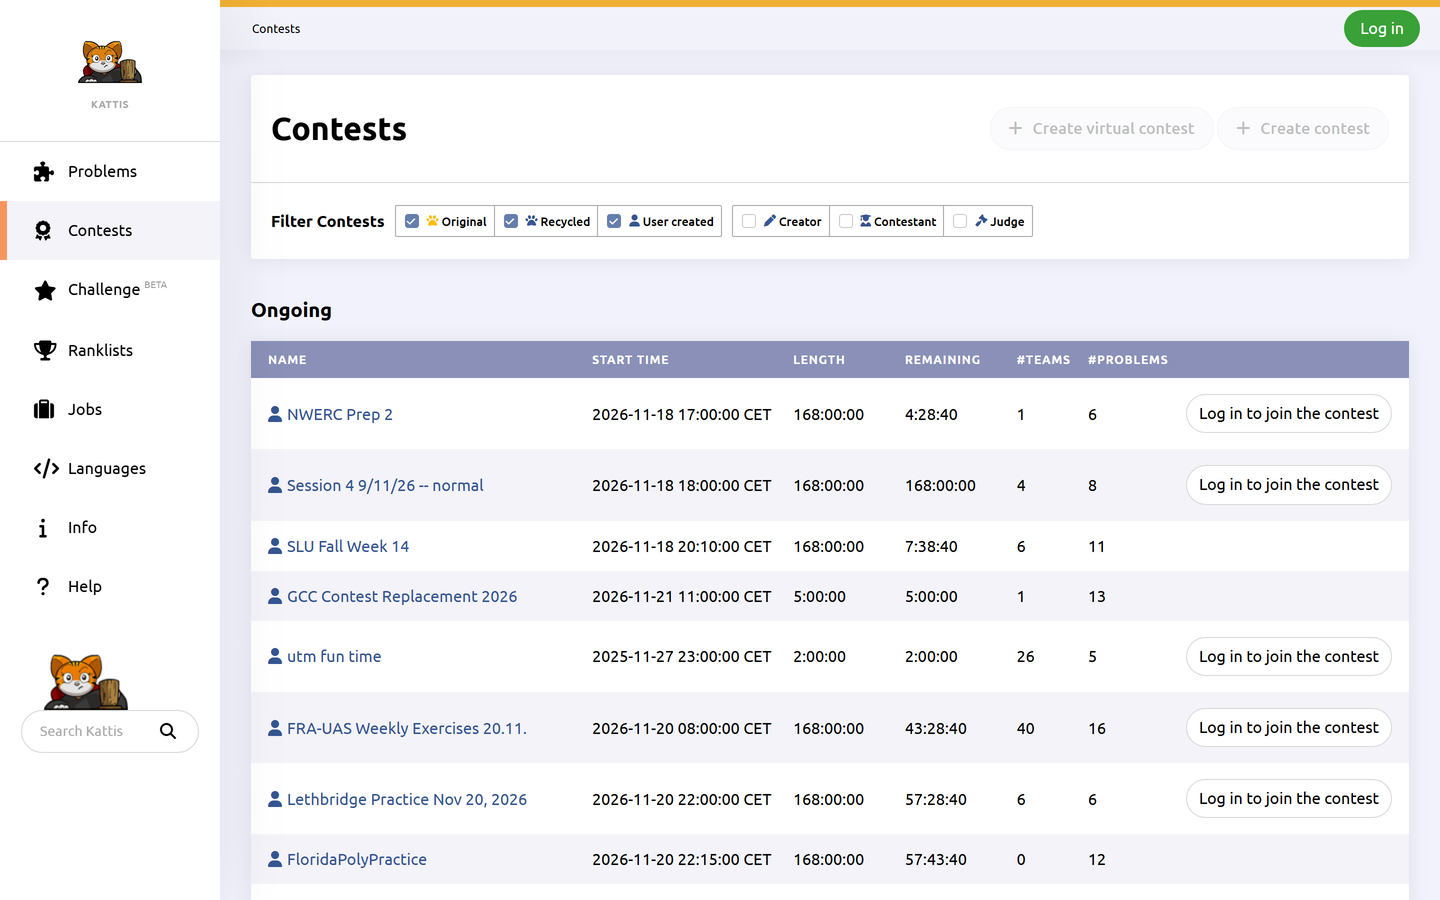 Contests
Log in
KATTIS
Problems
Contests
Challenge BETA
Ranklists
Jobs
Languages
Info
Help
Search Kattis
Contests
+ Create virtual contest
+ Create contest
Filter Contests Original Recycled User created Creator Contestant Judge
Ongoing
NAME START TIME LENGTH REMAINING #TEAMS #PROBLEMS
NWERC Prep 2 2026-11-18 17:00:00 CET 168:00:00 4:28:40 1 6 Log in to join the contest
Session 4 9/11/26 -- normal 2026-11-18 18:00:00 CET 168:00:00 168:00:00 4 8 Log in to join the contest
SLU Fall Week 14 2026-11-18 20:10:00 CET 168:00:00 7:38:40 6 11
GCC Contest Replacement 2026 2026-11-21 11:00:00 CET 5:00:00 5:00:00 1 13
utm fun time 2025-11-27 23:00:00 CET 2:00:00 2:00:00 26 5 Log in to join the contest
FRA-UAS Weekly Exercises 20.11. 2026-11-20 08:00:00 CET 168:00:00 43:28:40 40 16 Log in to join the contest
Lethbridge Practice Nov 20, 2026 2026-11-20 22:00:00 CET 168:00:00 57:28:40 6 6 Log in to join the contest
FloridaPolyPractice 2026-11-20 22:15:00 CET 168:00:00 57:43:40 0 12